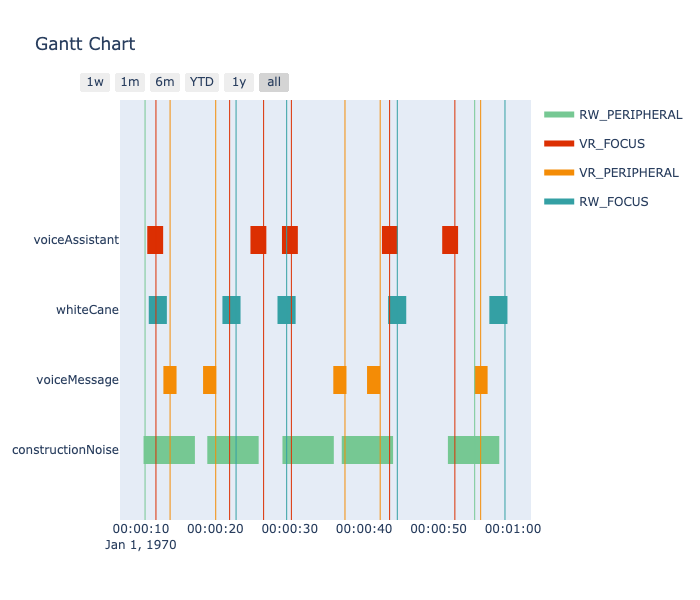 Gantt Chart
1w 1m 6m YTD 1y all
RW_PERIPHERAL
VR_FOCUS
VR_PERIPHERAL
RW_FOCUS
voiceAssistant
whiteCane
voiceMessage
constructionNoise
00:00:10 00:00:20 00:00:30 00:00:40 00:00:50 00:01:00
Jan 1, 1970